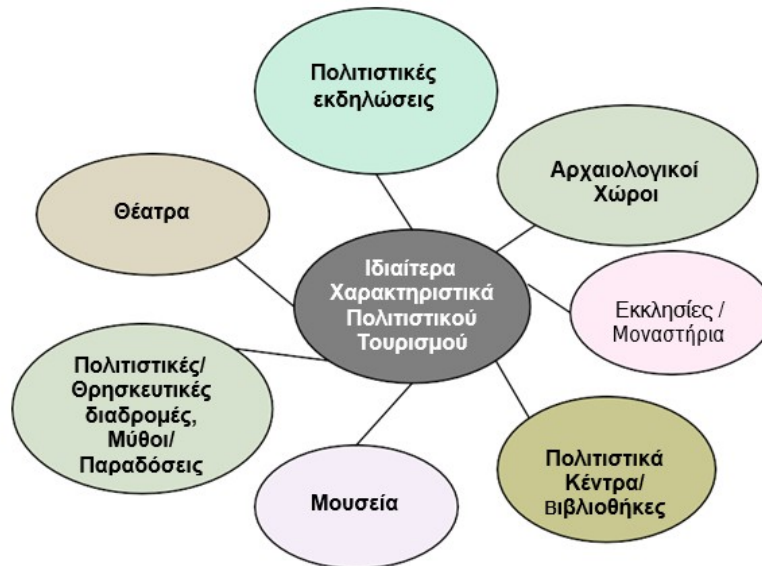 Πολιτιστικές
εκδηλώσεις
Αρχαιολογικοί
Χώροι
Θέατρα
Ιδιαίτερα
Χαρακτηριστικά
Πολιτιστικού
Τουρισμού
Εκκλησίες /
Μοναστήρια
Πολιτιστικές/
Θρησκευτικές
διαδρομές,
Μύθοι/
Παραδόσεις
Πολιτιστικά
Κέντρα/
Βιβλιοθήκες
Μουσεία